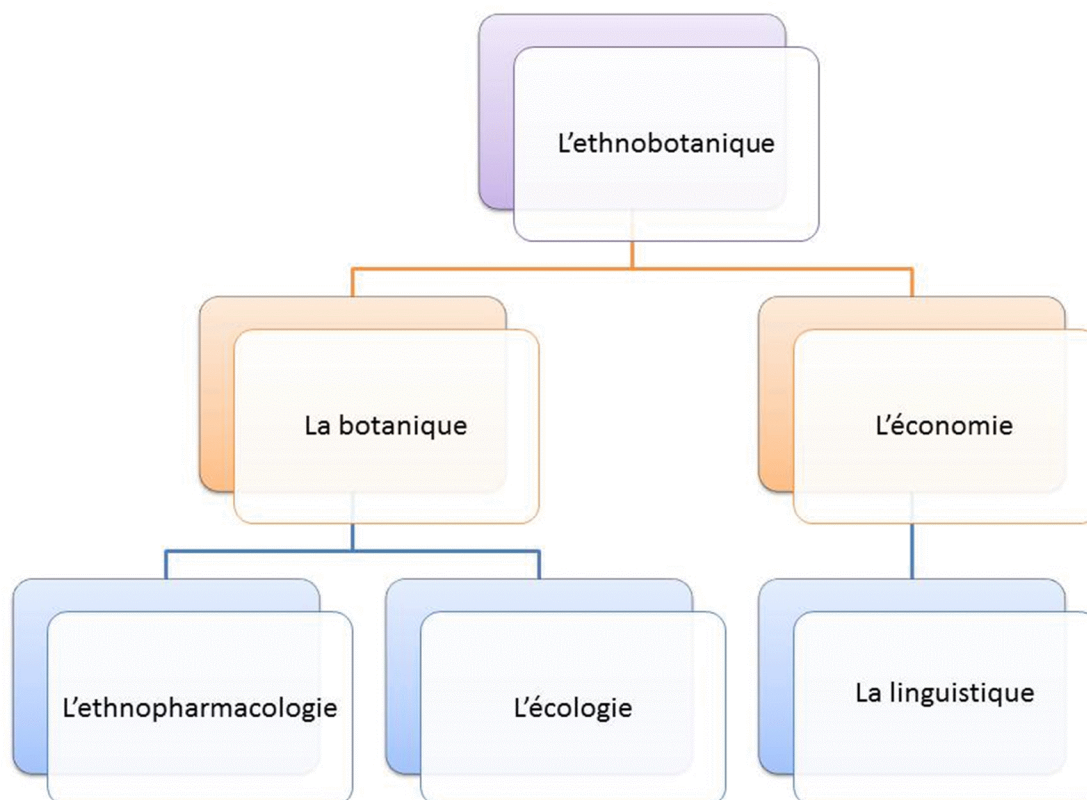 L’ethnobotanique
La botanique
L’économie
L’ethnopharmacologie
L’écologie
La linguistique